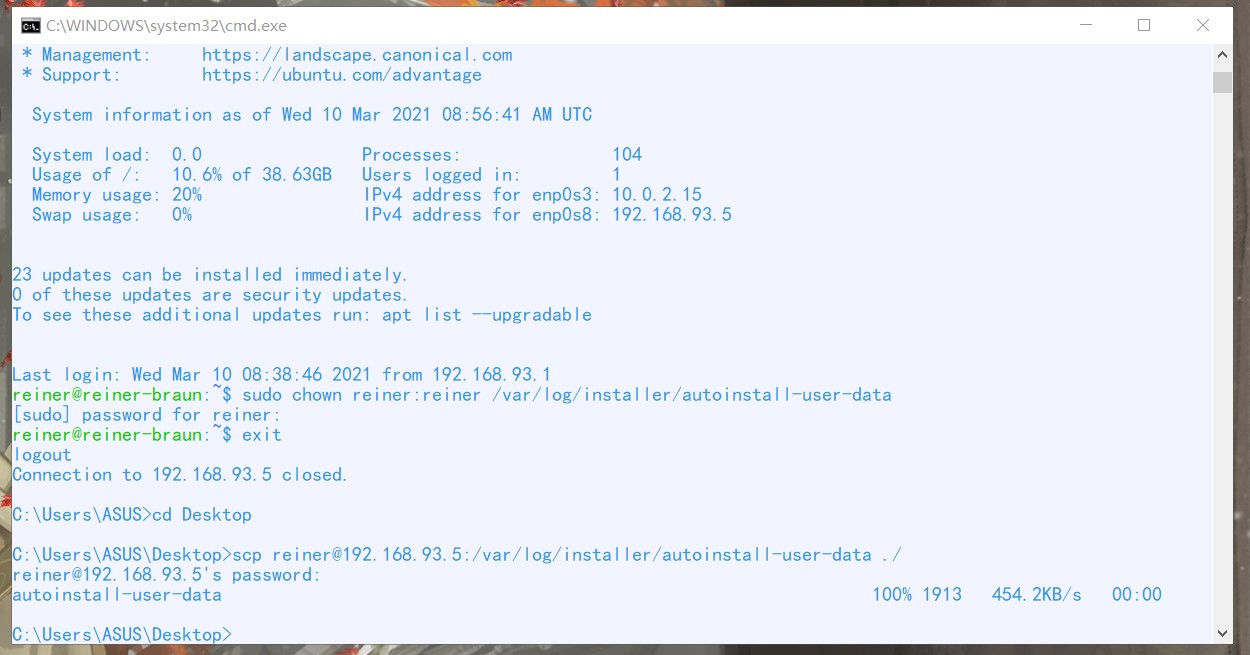 C:\WINDOWS\system32\cmd.exe
* Management:     https://landscape.canonical.com
* Support:        https://ubuntu.com/advantage
System information as of Wed 10 Mar 2021 08:56:41 AM UTC
System load:  0.0                Processes:               104
Usage of /:   10.6% of 38.63GB   Users logged in:         1
Memory usage: 20%                IPv4 address for enp0s3: 10.0.2.15
Swap usage:   0%                 IPv4 address for enp0s8: 192.168.93.5
23 updates can be installed immediately.
0 of these updates are security updates.
To see these additional updates run: apt list --upgradable
Last login: Wed Mar 10 08:38:46 2021 from 192.168.93.1
reiner@reiner-braun:~$ sudo chown reiner:reiner /var/log/installer/autoinstall-user-data
[sudo] password for reiner:
reiner@reiner-braun:~$ exit
logout
Connection to 192.168.93.5 closed.
C:\Users\ASUS>cd Desktop
C:\Users\ASUS\Desktop>scp reiner@192.168.93.5:/var/log/installer/autoinstall-user-data ./
reiner@192.168.93.5's password:
autoinstall-user-data                                                                 100% 1913   454.2KB/s   00:00
C:\Users\ASUS\Desktop>